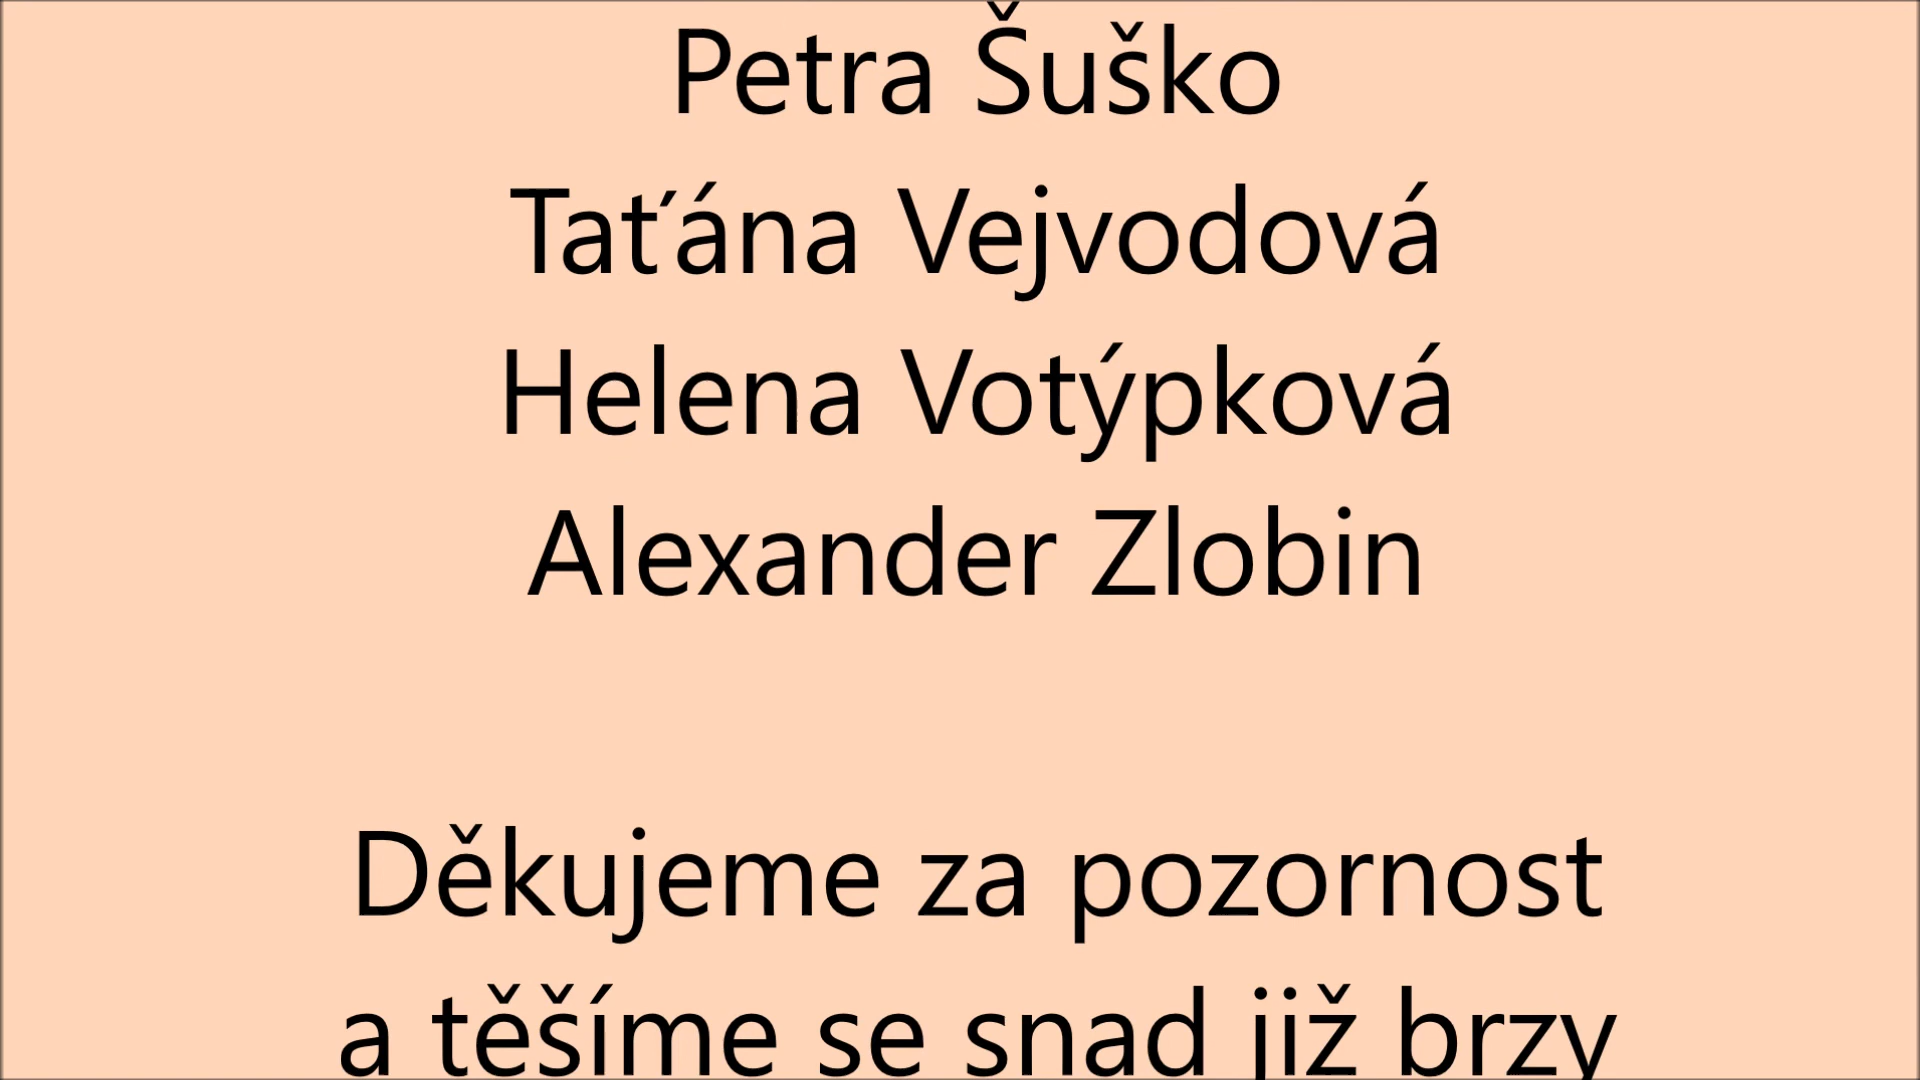 Petra Šuško
Taťána Vejvodová
Helena Votýpková
Alexander Zlobin
Děkujeme za pozornost
a těšíme se snad již brzy